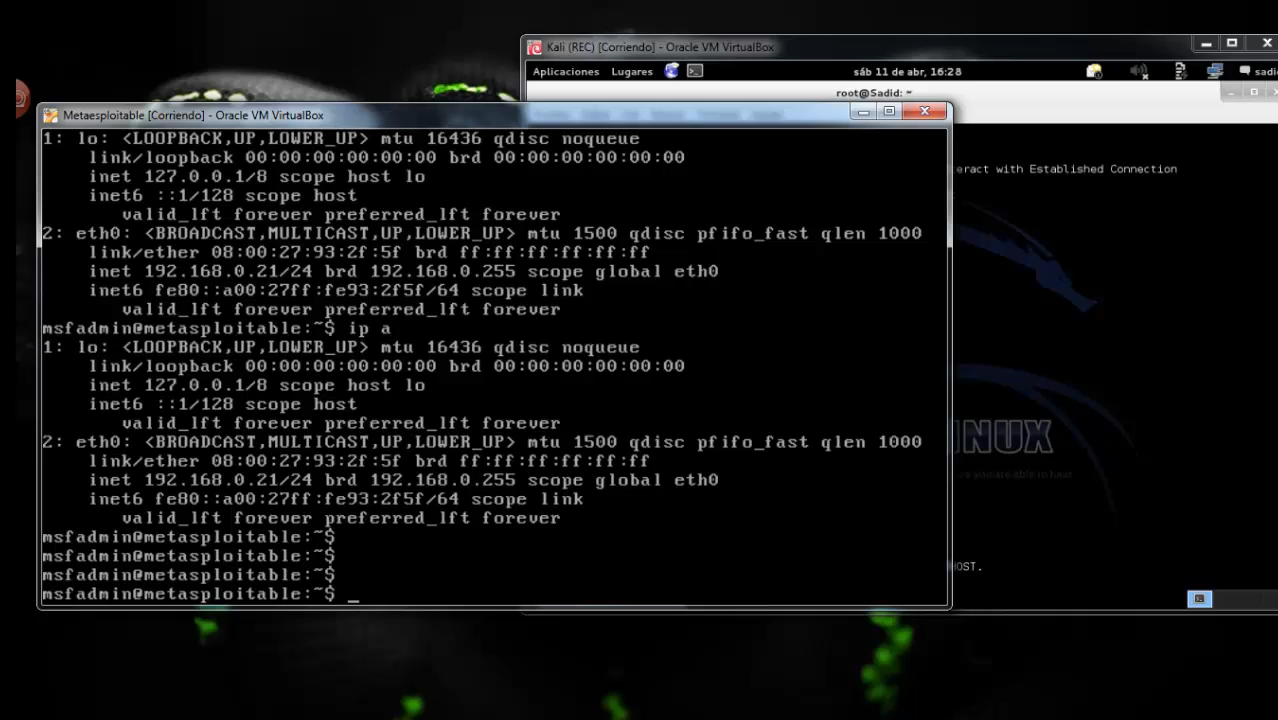 Kali (REC) [Corriendo] - Oracle VM VirtualBox
Aplicaciones Lugares sáb 11 de abr, 16:28
root@Sadid: ~
Metaesploitable [Corriendo] - Oracle VM VirtualBox
1: lo: <LOOPBACK,UP,LOWER_UP> mtu 16436 qdisc noqueue
link/loopback 00:00:00:00:00:00 brd 00:00:00:00:00:00
inet 127.0.0.1/8 scope host lo
inet6 ::1/128 scope host
valid_lft forever preferred_lft forever
2: eth0: <BROADCAST,MULTICAST,UP,LOWER_UP> mtu 1500 qdisc pfifo_fast qlen 1000
link/ether 08:00:27:93:2f:5f brd ff:ff:ff:ff:ff:ff
inet 192.168.0.21/24 brd 192.168.0.255 scope global eth0
inet6 fe80::a00:27ff:fe93:2f5f/64 scope link
valid_lft forever preferred_lft forever
msfadmin@metasploitable:~$ ip a
1: lo: <LOOPBACK,UP,LOWER_UP> mtu 16436 qdisc noqueue
link/loopback 00:00:00:00:00:00 brd 00:00:00:00:00:00
inet 127.0.0.1/8 scope host lo
inet6 ::1/128 scope host
valid_lft forever preferred_lft forever
2: eth0: <BROADCAST,MULTICAST,UP,LOWER_UP> mtu 1500 qdisc pfifo_fast qlen 1000
link/ether 08:00:27:93:2f:5f brd ff:ff:ff:ff:ff:ff
inet 192.168.0.21/24 brd 192.168.0.255 scope global eth0
inet6 fe80::a00:27ff:fe93:2f5f/64 scope link
valid_lft forever preferred_lft forever
msfadmin@metasploitable:~$
msfadmin@metasploitable:~$
msfadmin@metasploitable:~$
msfadmin@metasploitable:~$ _
eract with Established Connection
INUX
OST.